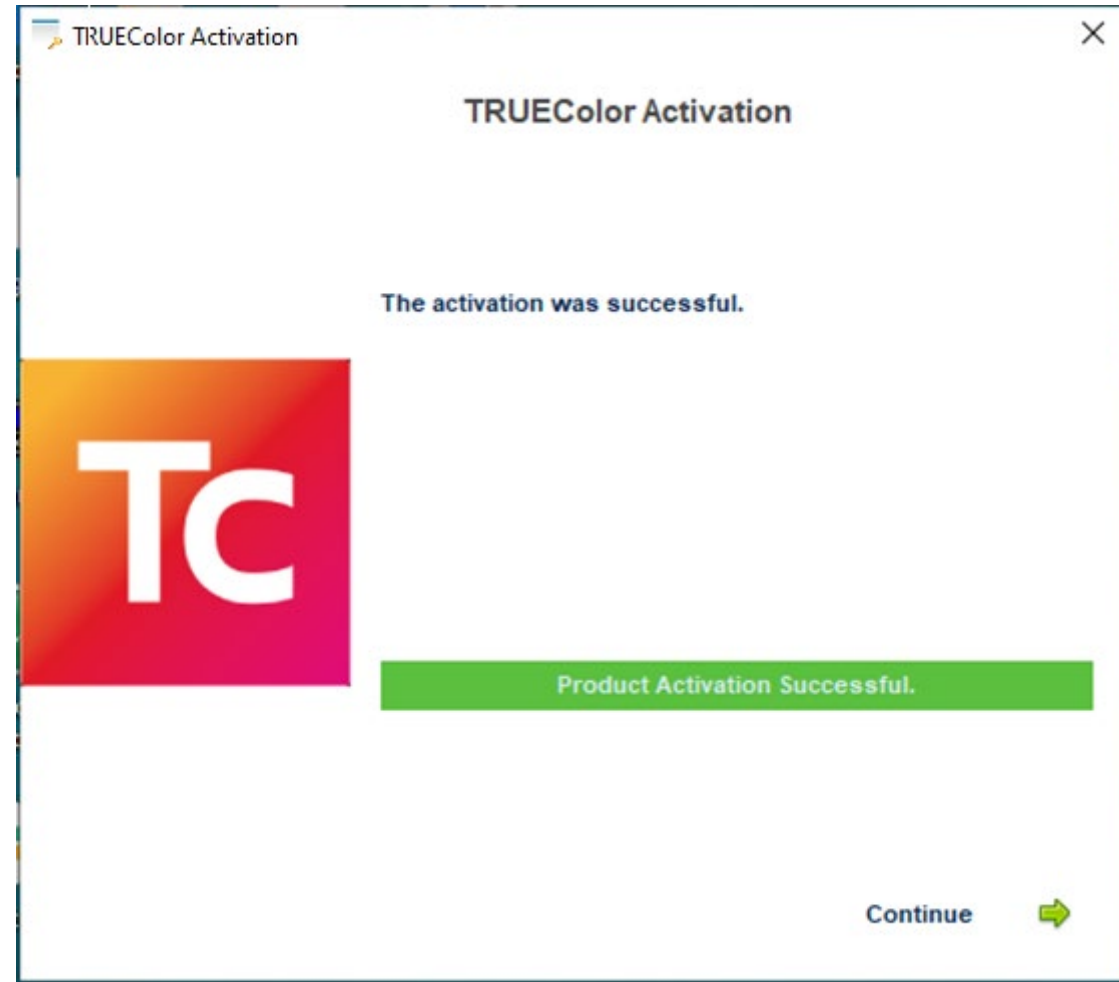 TRUEColor Activation
TRUEColor Activation
The activation was successful.
Tc
Product Activation Successful.
Continue